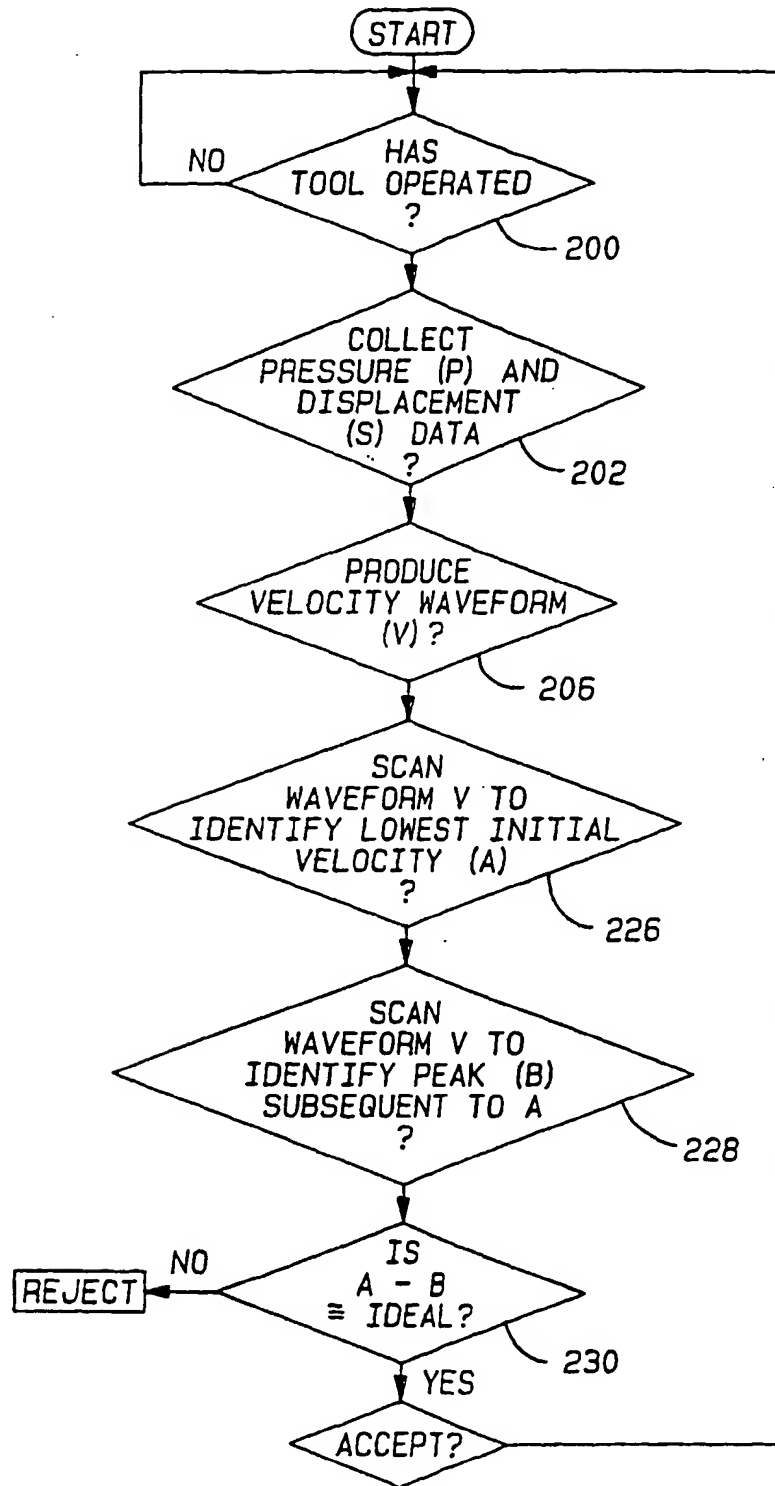 START
NO
HAS
TOOL OPERATED
?
200
COLLECT
PRESSURE (P) AND
DISPLACEMENT
(S) DATA
?
202
PRODUCE
VELOCITY WAVEFORM
(V)?
206
SCAN
WAVEFORM V TO
IDENTIFY LOWEST INITIAL
VELOCITY (A)
?
226
SCAN
WAVEFORM V TO
IDENTIFY PEAK (B)
SUBSEQUENT TO A
?
228
IS
A - B
≅ IDEAL?
NO
REJECT
230
YES
ACCEPT?